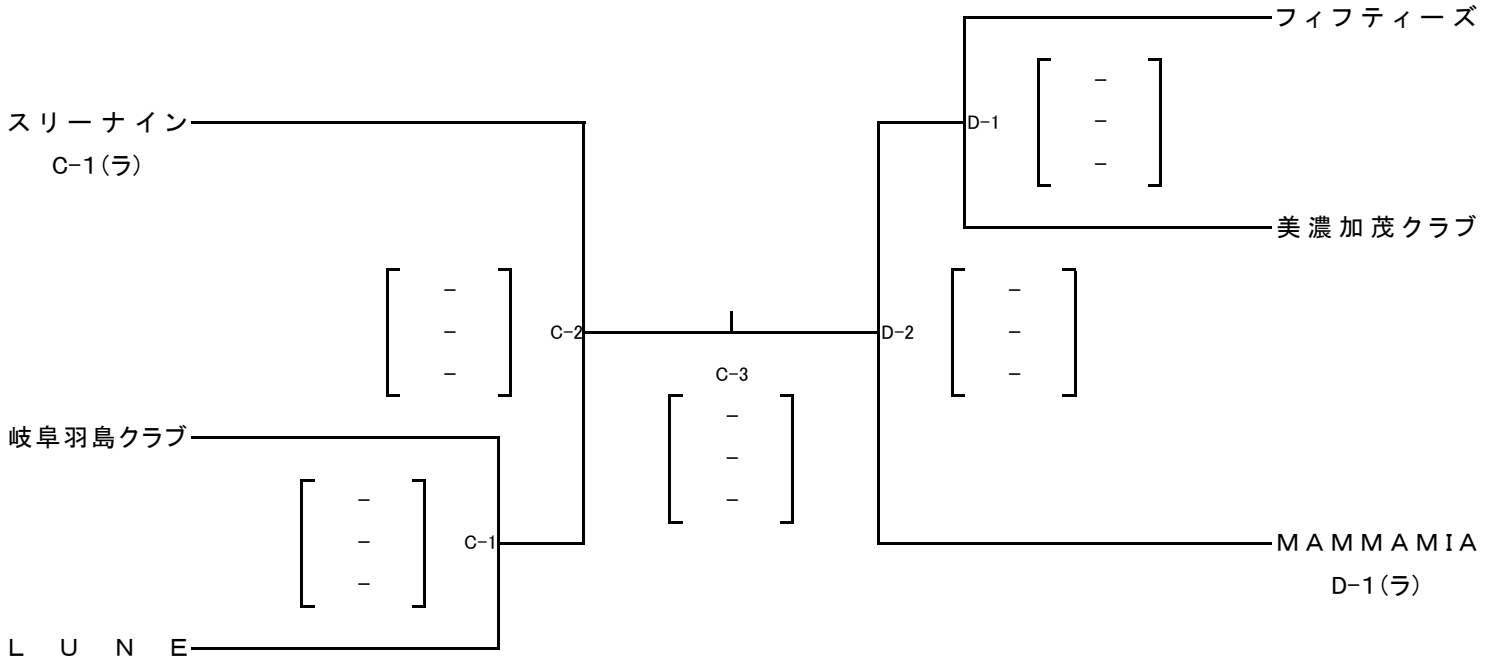 フィフティーズ
－
スリーナイン
D-1
－
C-1(ラ)
－
美濃加茂クラブ
－
－
C-2
－
D-2
－
－
－
C-3
－
岐阜羽島クラブ
－
－
－
C-1
－
MAMMAMIA
－
D-1(ラ)
LUNE